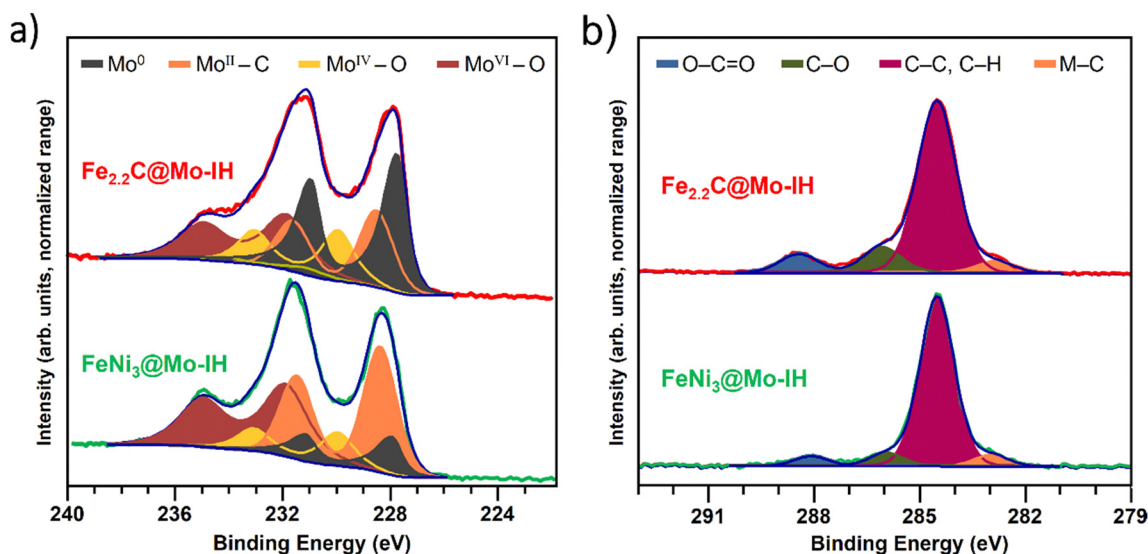 a)
Mo⁰ Moᴵᴵ – C Moᴵⱽ – O Moⱽᴵ – O
Fe₂.₂C@Mo-IH
FeNi₃@Mo-IH
Intensity (arb. units, normalized range)
240 236 232 228 224
Binding Energy (eV)
b)
O–C=O C–O C–C, C–H M–C
Fe₂.₂C@Mo-IH
FeNi₃@Mo-IH
Intensity (arb. units, normalized range)
291 288 285 282 279
Binding Energy (eV)